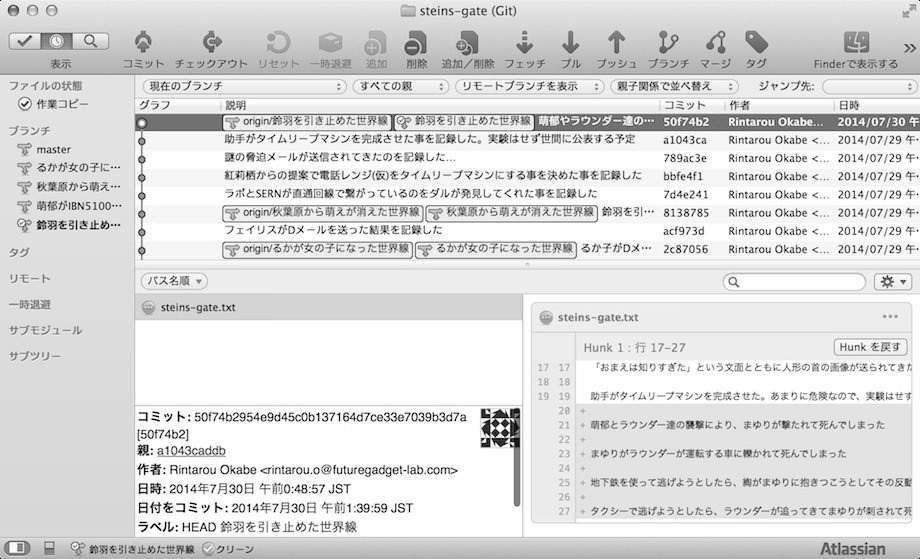 steins-gate (Git)
表示
コミット
チェックアウト
リセット
一時退避
追加
削除
追加／削除
フェッチ
プル
プッシュ
ブランチ
マージ
タグ
Finderで表示する
ファイルの状態
作業コピー
ブランチ
master
るかが女の子に…
秋葉原から萌え…
萌郁がIBN5100…
鈴羽を引き止め…
タグ
リモート
一時退避
サブモジュール
サブツリー
現在のブランチ
すべての親
リモートブランチを表示
親子関係で並べ替え
ジャンプ先:
グラフ 説明 コミット 作者 日時
origin/鈴羽を引き止めた世界線 鈴羽を引き止めた世界線 萌郁やラウンダー達の… 50f74b2 Rintarou Okabe… 2014/07/30 午
助手がタイムリープマシンを完成させた事を記録した。実験はせず世間に公表する予定 a1043ca Rintarou Okabe <… 2014/07/29 午
謎の脅迫メールが送信されてきたのを記録した… 789ac3e Rintarou Okabe <… 2014/07/29 午
紅莉栖からの提案で電話レンジ(仮)をタイムリープマシンにする事を決めた事を記録した bbfe4f1 Rintarou Okabe <… 2014/07/29 午
ラボとSERNが直通回線で繋がっているのをダルが発見してくれた事を記録した 7d4e241 Rintarou Okabe <… 2014/07/29 午
origin/秋葉原から萌えが消えた世界線 秋葉原から萌えが消えた世界線 鈴羽を引… 8138785 Rintarou Okabe <… 2014/07/29 午
フェイリスがDメールを送った結果を記録した acf973d Rintarou Okabe <… 2014/07/29 午
origin/るかが女の子になった世界線 るかが女の子になった世界線 るか子がDメ… 2c87056 Rintarou Okabe <… 2014/07/29 午
パス名順
steins-gate.txt
コミット: 50f74b2954e9d45c0b137164d7ce33e7039b3d7a
[50f74b2]
親: a1043caddb
作者: Rintarou Okabe <rintarou.o@futuregadget-lab.com>
日時: 2014年7月30日 午前0:48:57 JST
日付をコミット: 2014年7月30日 午前1:39:59 JST
ラベル: HEAD 鈴羽を引き止めた世界線
steins-gate.txt
Hunk 1 : 行 17-27
Hunk を戻す
17 17 「おまえは知りすぎた」という文面とともに人形の首の画像が送られてきた
18 18
19 19 助手がタイムリープマシンを完成させた。あまりに危険なので、実験はせす
20 +
21 + 萌郁とラウンダー達の襲撃により、まゆりが撃たれて死んでしまった
22 +
23 + まゆりがラウンダーが運転する車に轢かれて死んでしまった
24 +
25 + 地下鉄を使って逃げようとしたら、綯がまゆりに抱きつこうとしてその反動
26 +
27 + タクシーで逃げようとしたら、ラウンダーが追ってきてまゆりが刺されて死
鈴羽を引き止めた世界線
クリーン
Atlassian